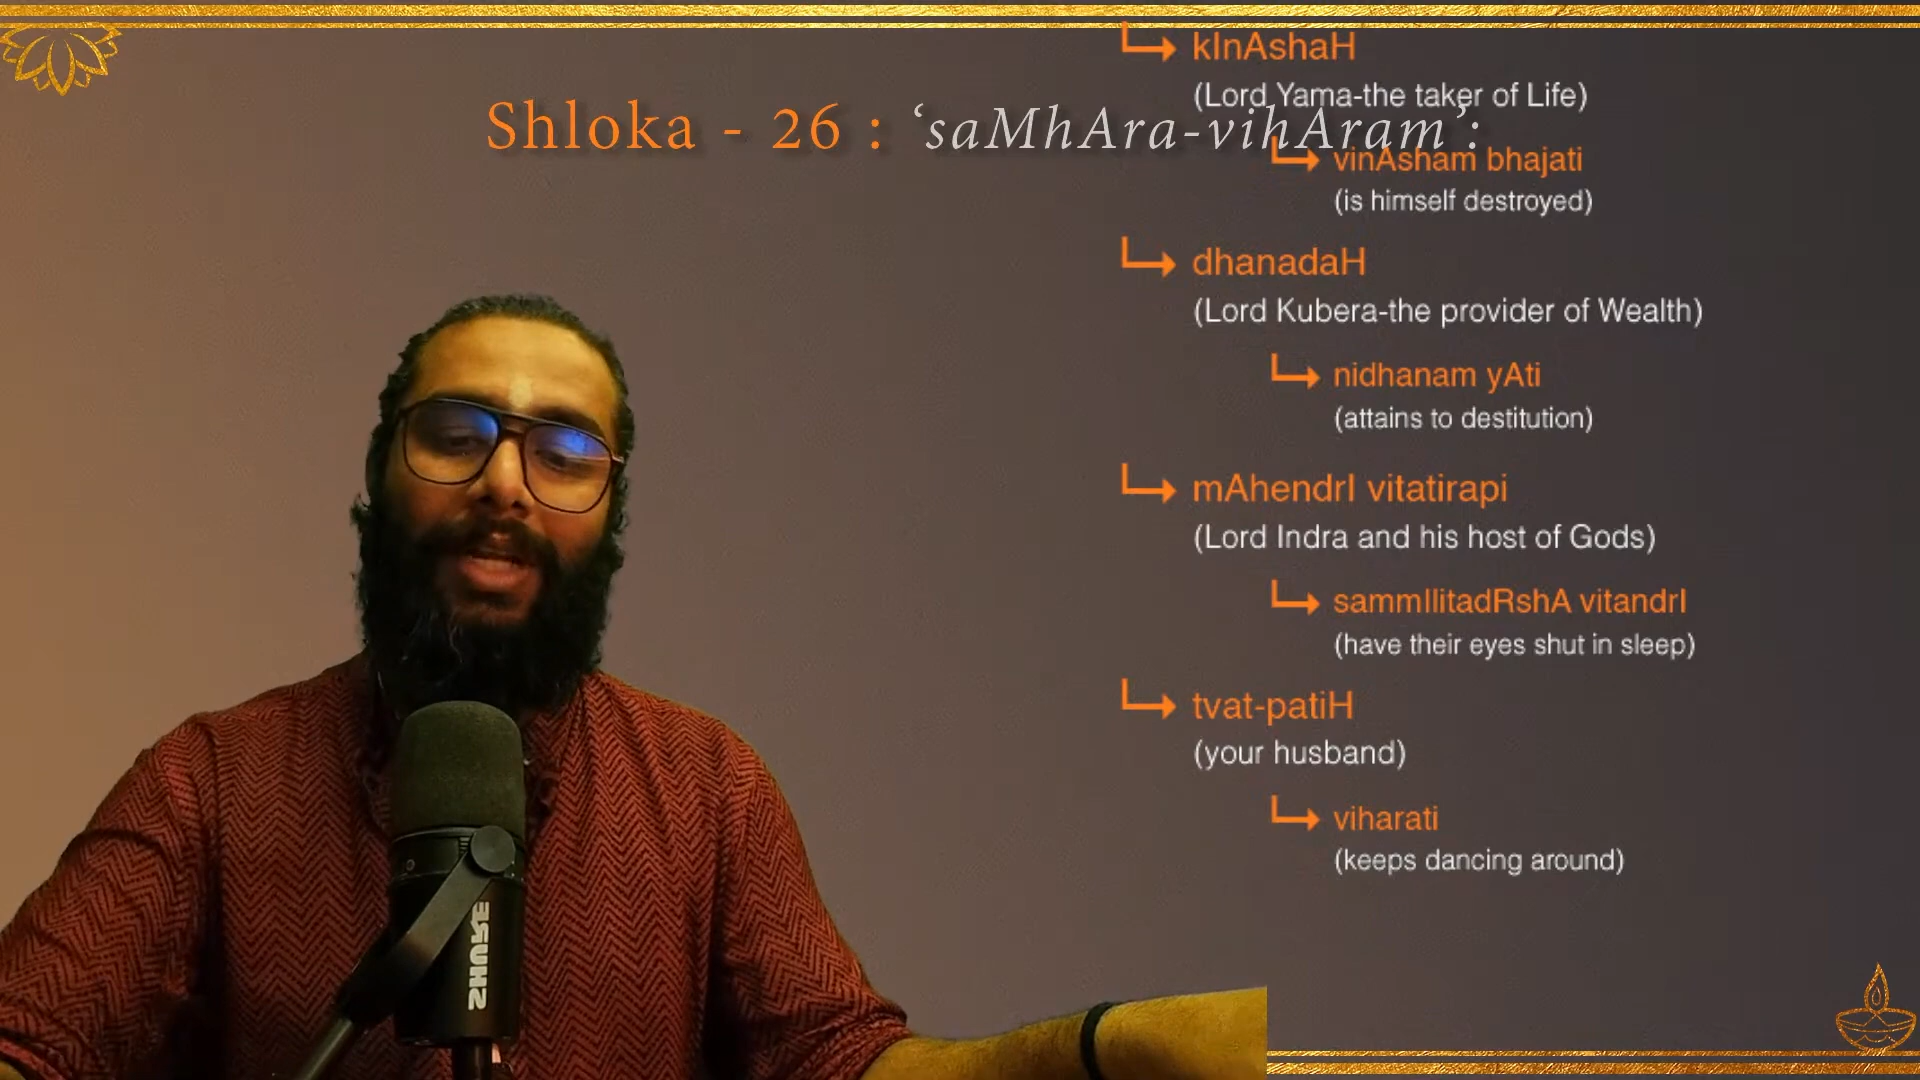 kInAshaH
(Lord Yama-the taker of Life)
Shloka - 26 : ‘saMhAra-vihAram’:
vinAsham bhajati
(is himself destroyed)
dhanadaH
(Lord Kubera-the provider of Wealth)
nidhanam yAti
(attains to destitution)
mAhendrI vitatirapi
(Lord Indra and his host of Gods)
sammIlitadRshA vitandrI
(have their eyes shut in sleep)
tvat-patiH
(your husband)
viharati
(keeps dancing around)
SHURE